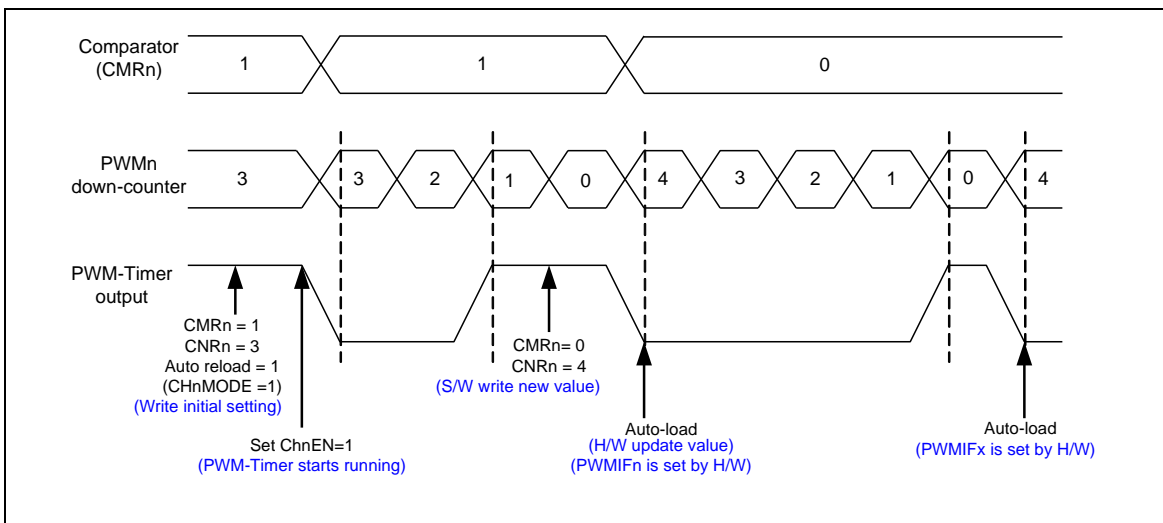 Comparator
(CMRn)
1
1
0
PWMn
down-counter
3
3
2
1
0
4
3
2
1
0
4
PWM-Timer
output
CMRn = 1
CNRn = 3
Auto reload = 1
(CHnMODE =1)
(Write initial setting)
Set ChnEN=1
(PWM-Timer starts running)
CMRn= 0
CNRn = 4
(S/W write new value)
Auto-load
(H/W update value)
(PWMIFn is set by H/W)
Auto-load
(PWMIFx is set by H/W)